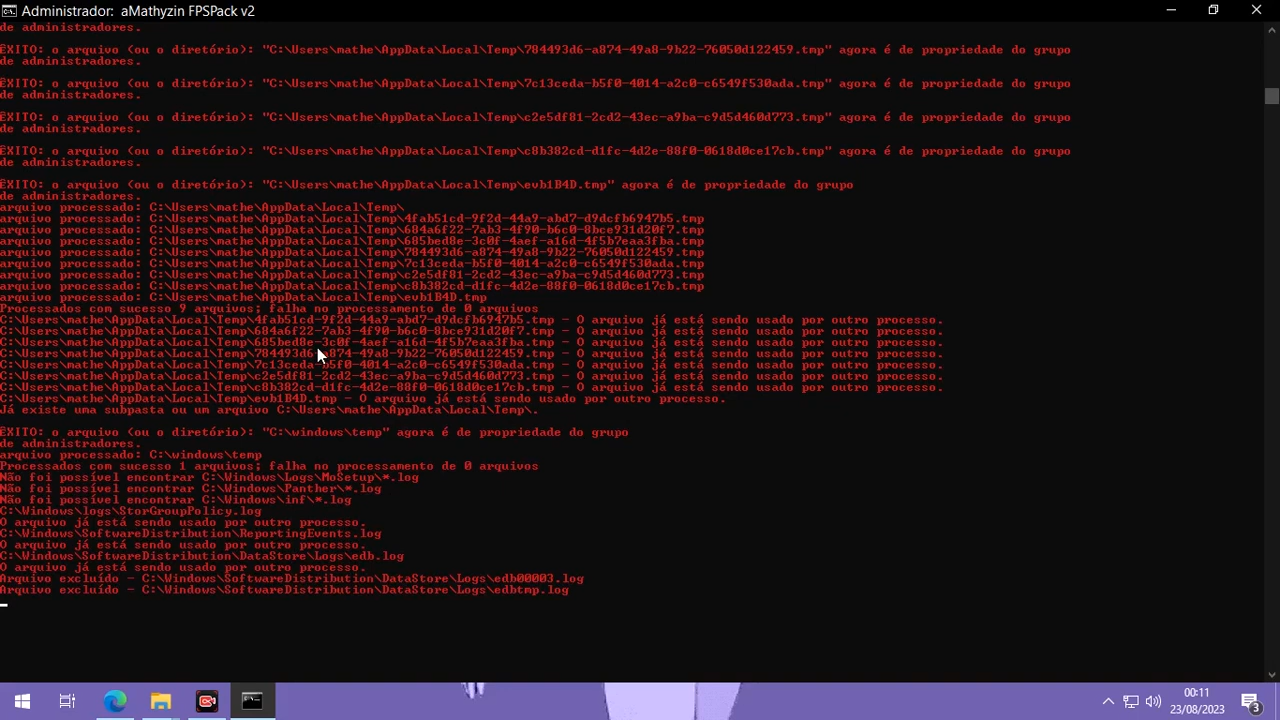 Administrador: aMathyzin FPSPack v2
de administradores.
ÊXITO: o arquivo (ou o diretório): "C:\Users\mathe\AppData\Local\Temp\784493d6-a874-49a8-9b22-76050d122459.tmp" agora é de propriedade do grupo
de administradores.
ÊXITO: o arquivo (ou o diretório): "C:\Users\mathe\AppData\Local\Temp\7c13ceda-b5f0-4014-a2c0-c6549f530ada.tmp" agora é de propriedade do grupo
de administradores.
ÊXITO: o arquivo (ou o diretório): "C:\Users\mathe\AppData\Local\Temp\c2e5df81-2cd2-43ec-a9ba-c9d5d460d773.tmp" agora é de propriedade do grupo
de administradores.
ÊXITO: o arquivo (ou o diretório): "C:\Users\mathe\AppData\Local\Temp\c8b382cd-d1fc-4d2e-88f0-0618d0ce17cb.tmp" agora é de propriedade do grupo
de administradores.
ÊXITO: o arquivo (ou o diretório): "C:\Users\mathe\AppData\Local\Temp\evb1B4D.tmp" agora é de propriedade do grupo
de administradores.
arquivo processado: C:\Users\mathe\AppData\Local\Temp\
arquivo processado: C:\Users\mathe\AppData\Local\Temp\4fab51cd-9f2d-44a9-abd7-d9dcfb6947b5.tmp
arquivo processado: C:\Users\mathe\AppData\Local\Temp\684a6f22-7ab3-4f90-b6c0-8bce931d20f7.tmp
arquivo processado: C:\Users\mathe\AppData\Local\Temp\685bed8e-3c0f-4aef-a16d-4f5b7eaa3fba.tmp
arquivo processado: C:\Users\mathe\AppData\Local\Temp\784493d6-a874-49a8-9b22-76050d122459.tmp
arquivo processado: C:\Users\mathe\AppData\Local\Temp\7c13ceda-b5f0-4014-a2c0-c6549f530ada.tmp
arquivo processado: C:\Users\mathe\AppData\Local\Temp\c2e5df81-2cd2-43ec-a9ba-c9d5d460d773.tmp
arquivo processado: C:\Users\mathe\AppData\Local\Temp\c8b382cd-d1fc-4d2e-88f0-0618d0ce17cb.tmp
arquivo processado: C:\Users\mathe\AppData\Local\Temp\evb1B4D.tmp
Processados com sucesso 9 arquivos; falha no processamento de 0 arquivos
C:\Users\mathe\AppData\Local\Temp\4fab51cd-9f2d-44a9-abd7-d9dcfb6947b5.tmp - O arquivo já está sendo usado por outro processo.
C:\Users\mathe\AppData\Local\Temp\684a6f22-7ab3-4f90-b6c0-8bce931d20f7.tmp - O arquivo já está sendo usado por outro processo.
C:\Users\mathe\AppData\Local\Temp\685bed8e-3c0f-4aef-a16d-4f5b7eaa3fba.tmp - O arquivo já está sendo usado por outro processo.
C:\Users\mathe\AppData\Local\Temp\784493d6-a874-49a8-9b22-76050d122459.tmp - O arquivo já está sendo usado por outro processo.
C:\Users\mathe\AppData\Local\Temp\7c13ceda-b5f0-4014-a2c0-c6549f530ada.tmp - O arquivo já está sendo usado por outro processo.
C:\Users\mathe\AppData\Local\Temp\c2e5df81-2cd2-43ec-a9ba-c9d5d460d773.tmp - O arquivo já está sendo usado por outro processo.
C:\Users\mathe\AppData\Local\Temp\c8b382cd-d1fc-4d2e-88f0-0618d0ce17cb.tmp - O arquivo já está sendo usado por outro processo.
C:\Users\mathe\AppData\Local\Temp\evb1B4D.tmp - O arquivo já está sendo usado por outro processo.
Já existe uma subpasta ou um arquivo C:\Users\mathe\AppData\Local\Temp\.
ÊXITO: o arquivo (ou o diretório): "C:\windows\temp" agora é de propriedade do grupo
de administradores.
arquivo processado: C:\windows\temp
Processados com sucesso 1 arquivos; falha no processamento de 0 arquivos
Não foi possível encontrar C:\Windows\Logs\MoSetup\*.log
Não foi possível encontrar C:\Windows\Panther\*.log
Não foi possível encontrar C:\Windows\inf\*.log
C:\Windows\logs\StorGroupPolicy.log
O arquivo já está sendo usado por outro processo.
C:\Windows\SoftwareDistribution\ReportingEvents.log
O arquivo já está sendo usado por outro processo.
C:\Windows\SoftwareDistribution\DataStore\Logs\edb.log
O arquivo já está sendo usado por outro processo.
Arquivo excluído - C:\Windows\SoftwareDistribution\DataStore\Logs\edb00003.log
Arquivo excluído - C:\Windows\SoftwareDistribution\DataStore\Logs\edbtmp.log
00:11
23/08/2023
3